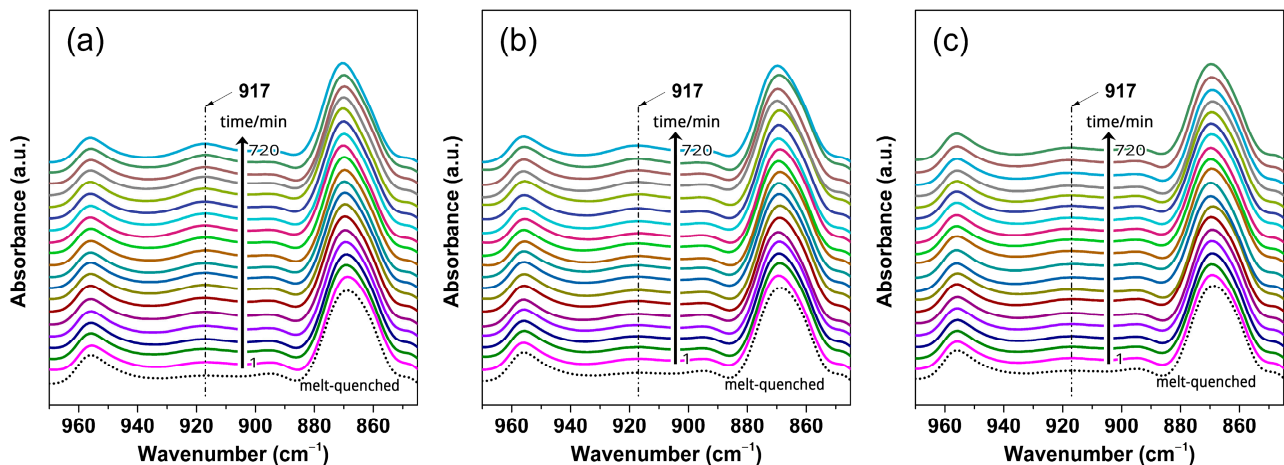 (a)
917
time/min
720
1
melt-quenched
Absorbance (a.u.)
960 940 920 900 880 860
Wavenumber (cm⁻¹)
(b)
917
time/min
720
1
melt-quenched
Absorbance (a.u.)
960 940 920 900 880 860
Wavenumber (cm⁻¹)
(c)
917
time/min
720
1
melt-quenched
Absorbance (a.u.)
960 940 920 900 880 860
Wavenumber (cm⁻¹)